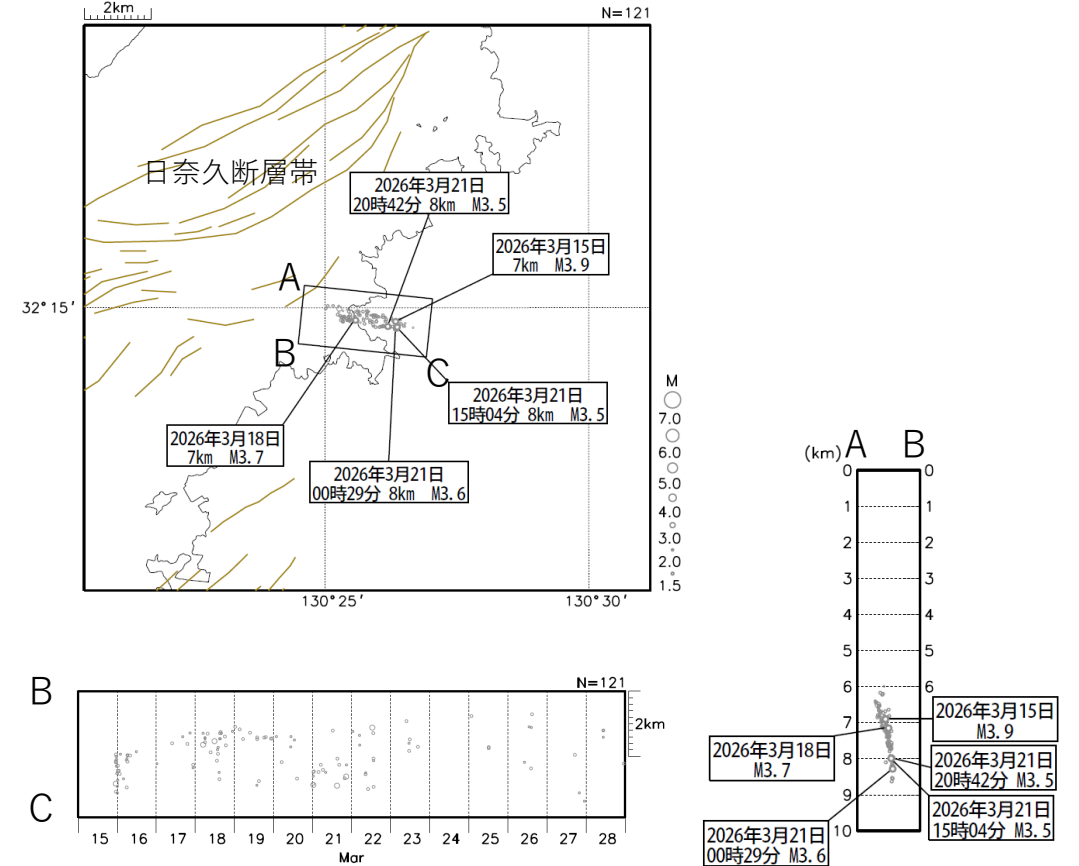 2km
N=121
日奈久断層帯
2026年3月21日
20時42分 8km M3.5
2026年3月15日
7km M3.9
A
32°15′
B
C
2026年3月21日
15時04分 8km M3.5
2026年3月18日
7km M3.7
2026年3月21日
00時29分 8km M3.6
130°25′
130°30′
M
7.0
6.0
5.0
4.0
3.0
2.0
1.5
B
C
N=121
2km
15 16 17 18 19 20 21 22 23 24 25 26 27 28
Mar
(km) A B
0 0
1 1
2 2
3 3
4 4
5 5
6 6
7
8
9
10
2026年3月15日
M3.9
2026年3月18日
M3.7
2026年3月21日
20時42分 M3.5
2026年3月21日
15時04分 M3.5
2026年3月21日
00時29分 M3.6